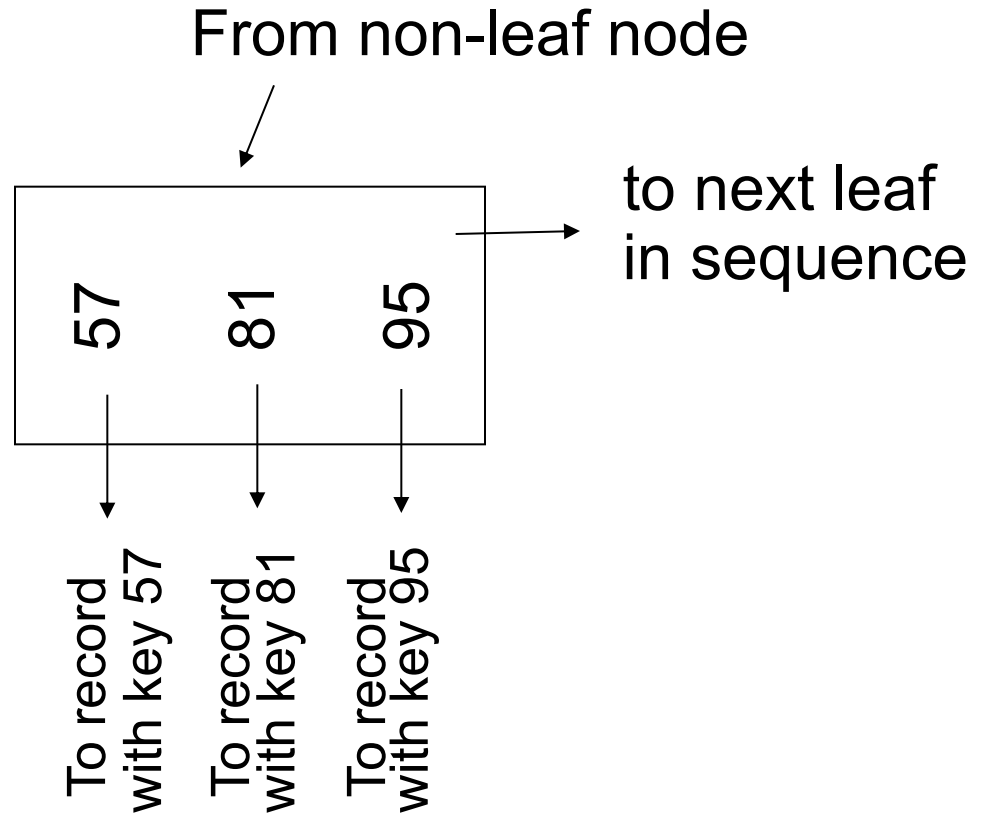 From non-leaf node
to next leaf
in sequence
57
81
95
To record
with key 57
To record
with key 81
To record
with key 95